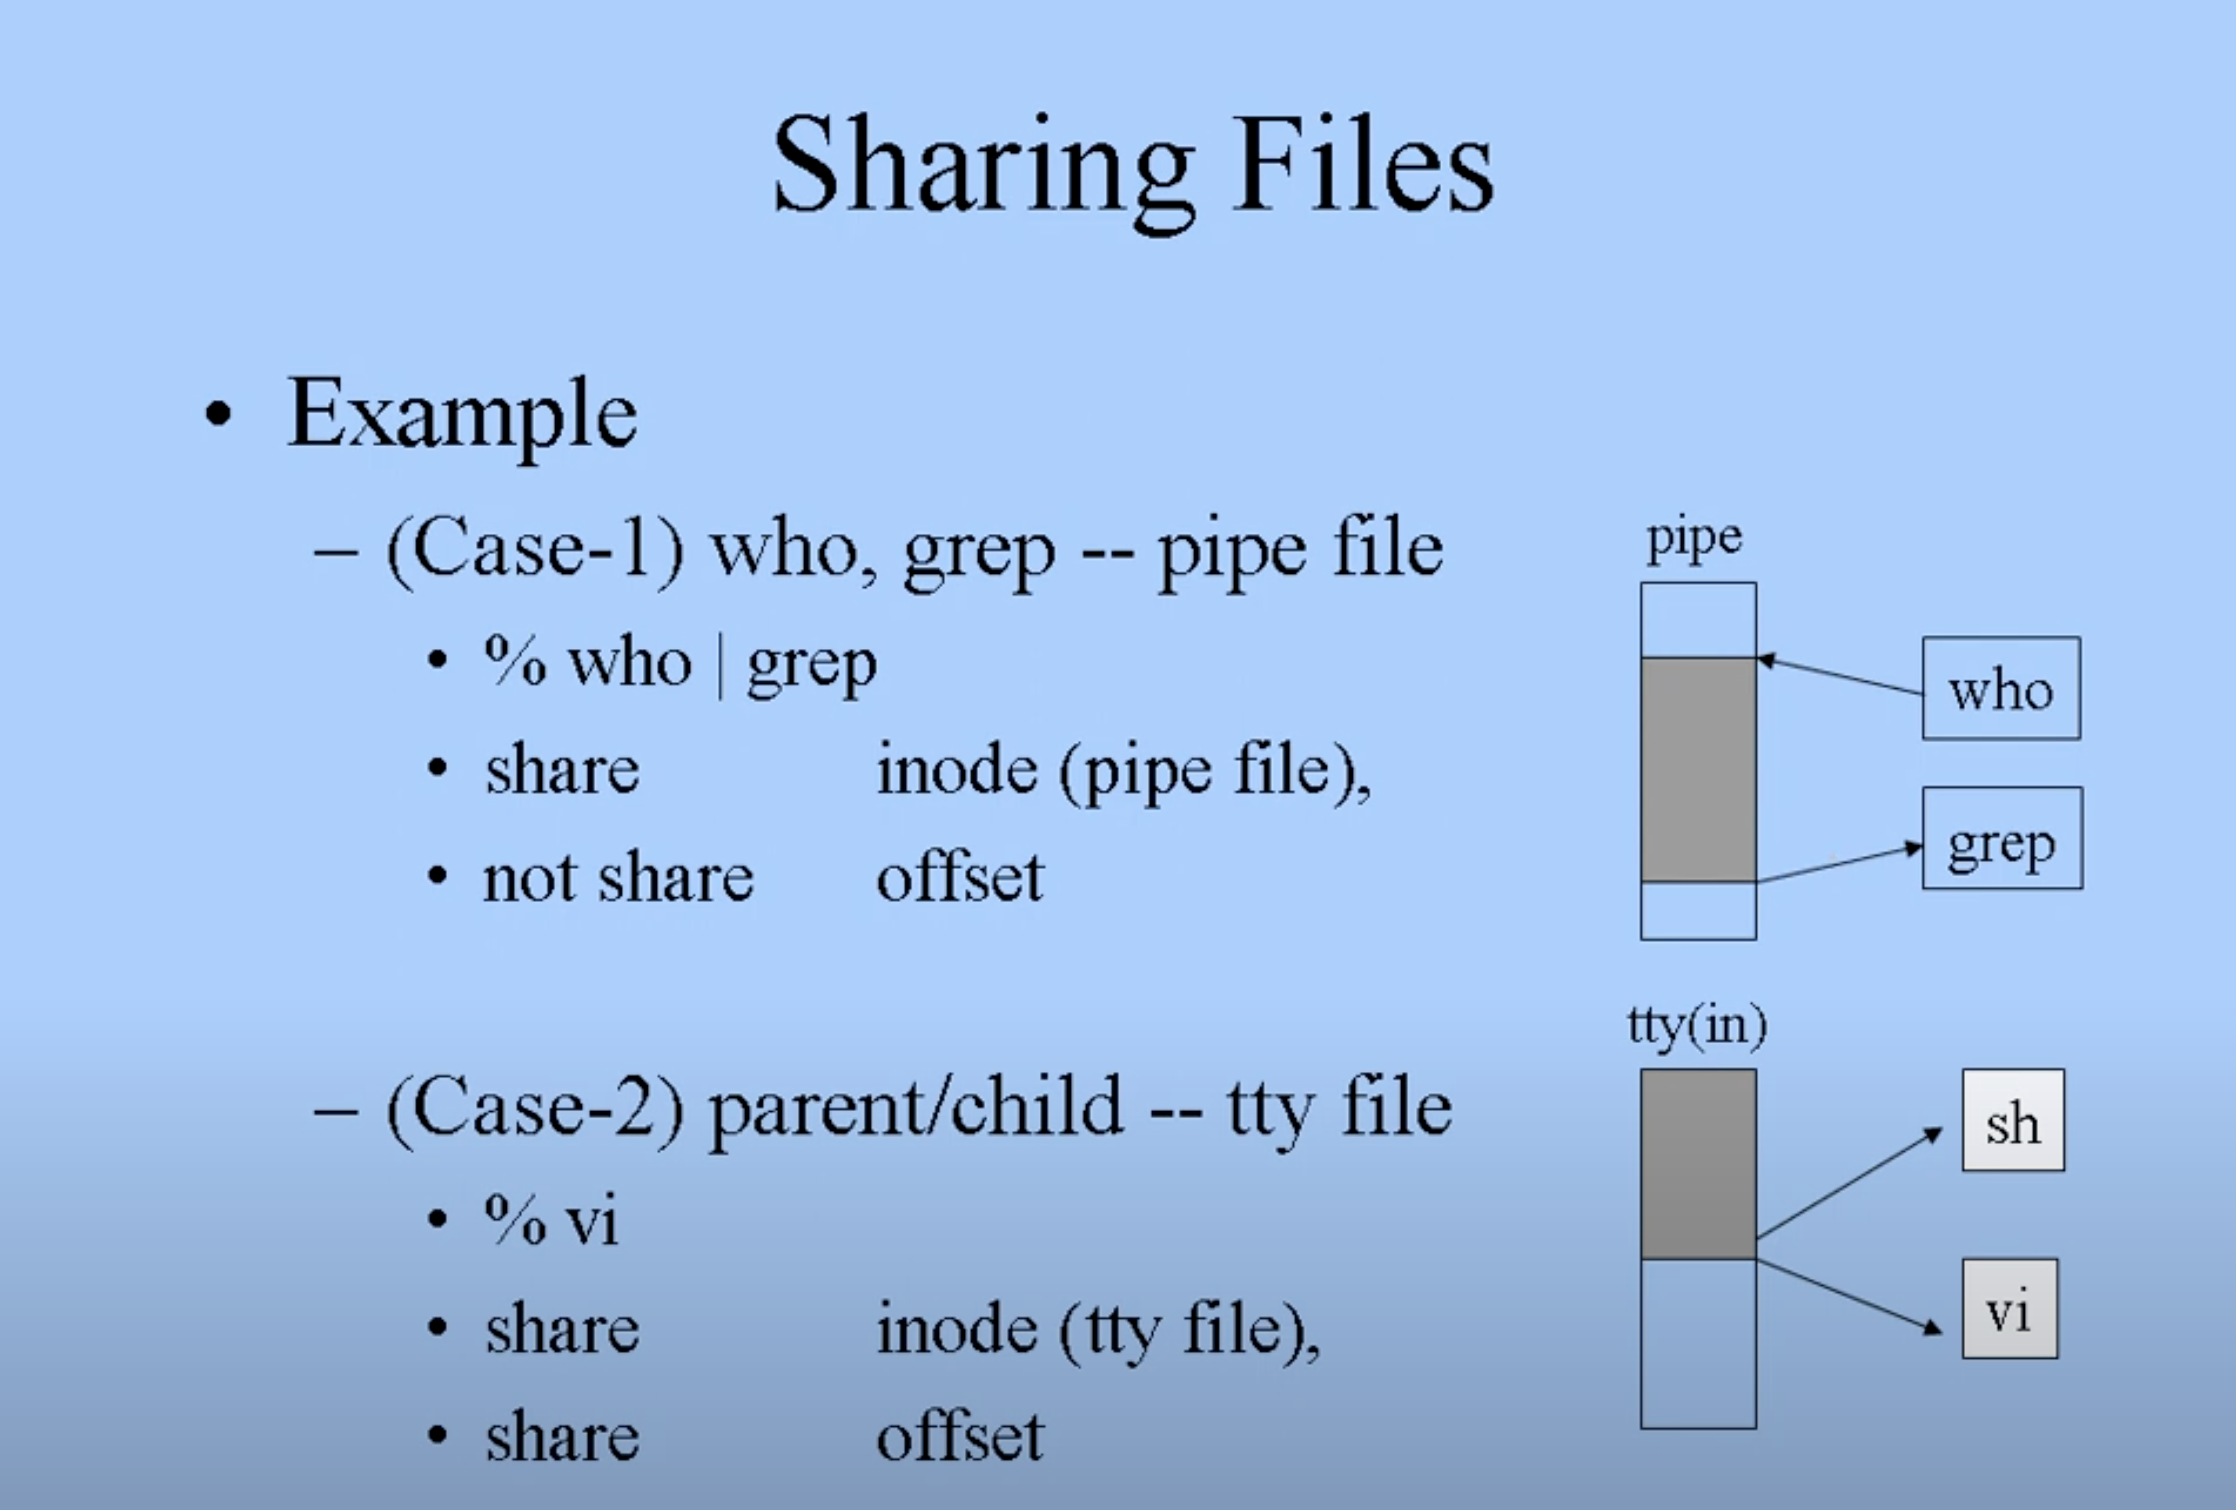 Sharing Files
• Example
– (Case-1) who, grep -- pipe file
• % who | grep
• share inode (pipe file),
• not share offset
pipe
who
grep
– (Case-2) parent/child -- tty file
• % vi
• share inode (tty file),
• share offset
tty(in)
sh
vi